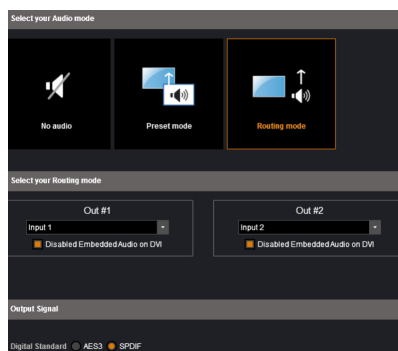 Select your Audio mode
No audio
Preset mode
Routing mode
Select your Routing mode
Out #1
Out #2
Input 1
Input 2
Disabled Embedded Audio on DVI
Disabled Embedded Audio on DVI
Output Signal
Digital Standard AES3 SPDIF